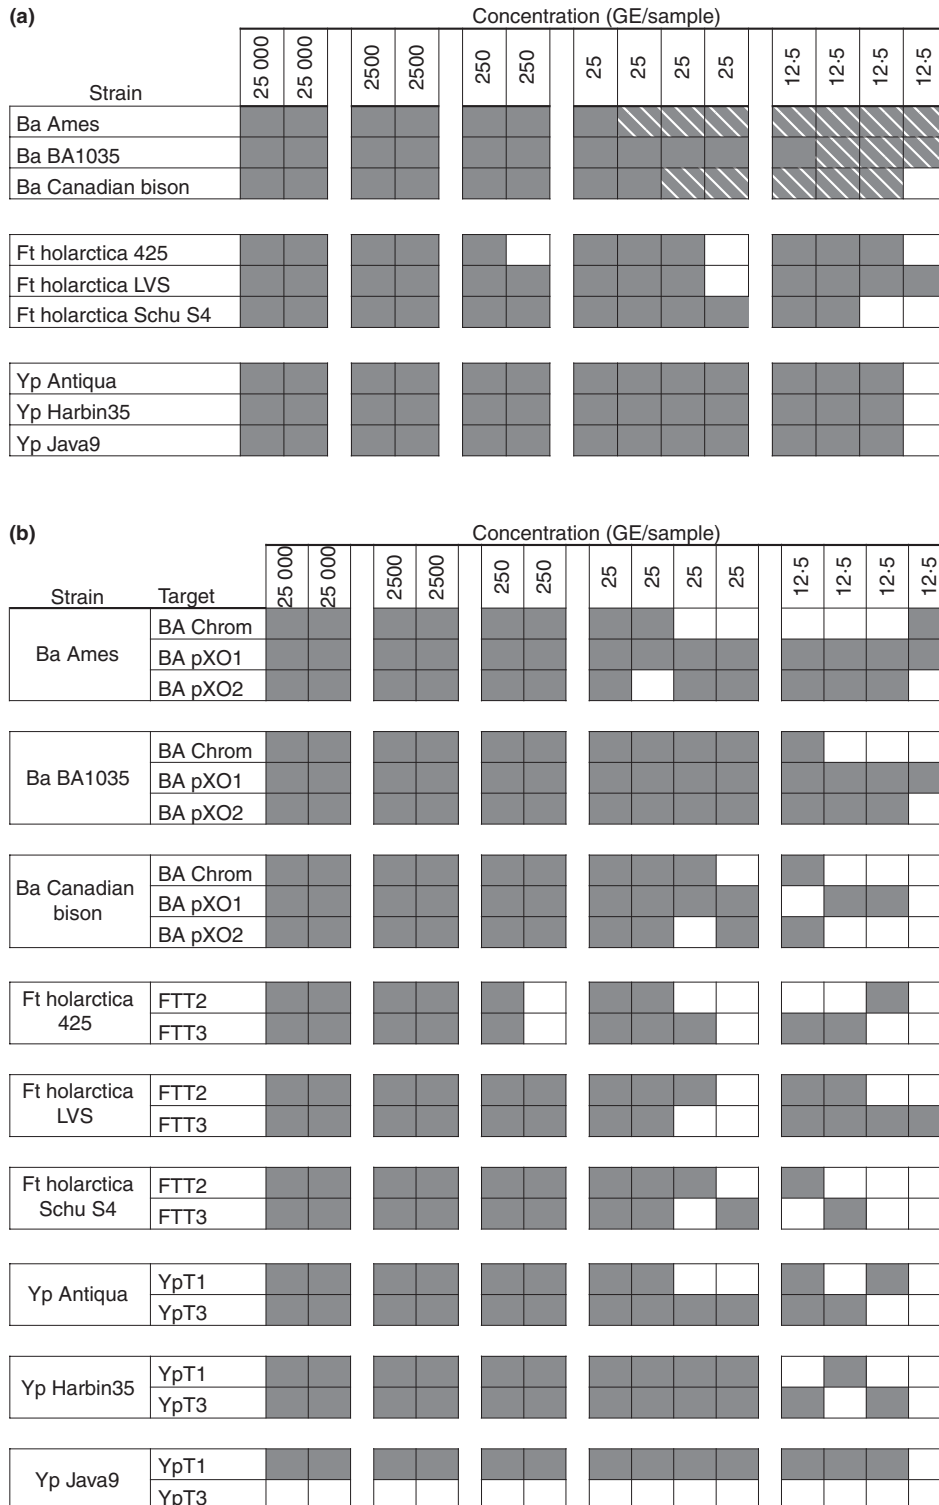 (a)
Concentration (GE/sample)
Strain 25 000 25 000 2500 2500 250 250 25 25 25 25 12·5 12·5 12·5 12·5
Ba Ames
Ba BA1035
Ba Canadian bison
Ft holarctica 425
Ft holarctica LVS
Ft holarctica Schu S4
Yp Antiqua
Yp Harbin35
Yp Java9
(b)
Concentration (GE/sample)
Strain Target 25 000 25 000 2500 2500 250 250 25 25 25 25 12·5 12·5 12·5 12·5
BA Chrom
Ba Ames BA pXO1
BA pXO2
BA Chrom
Ba BA1035 BA pXO1
BA pXO2
BA Chrom
Ba Canadian
bison BA pXO1
BA pXO2
Ft holarctica FTT2
425 FTT3
Ft holarctica FTT2
LVS FTT3
Ft holarctica FTT2
Schu S4 FTT3
Yp Antiqua YpT1
YpT3
Yp Harbin35 YpT1
YpT3
Yp Java9 YpT1
YpT3